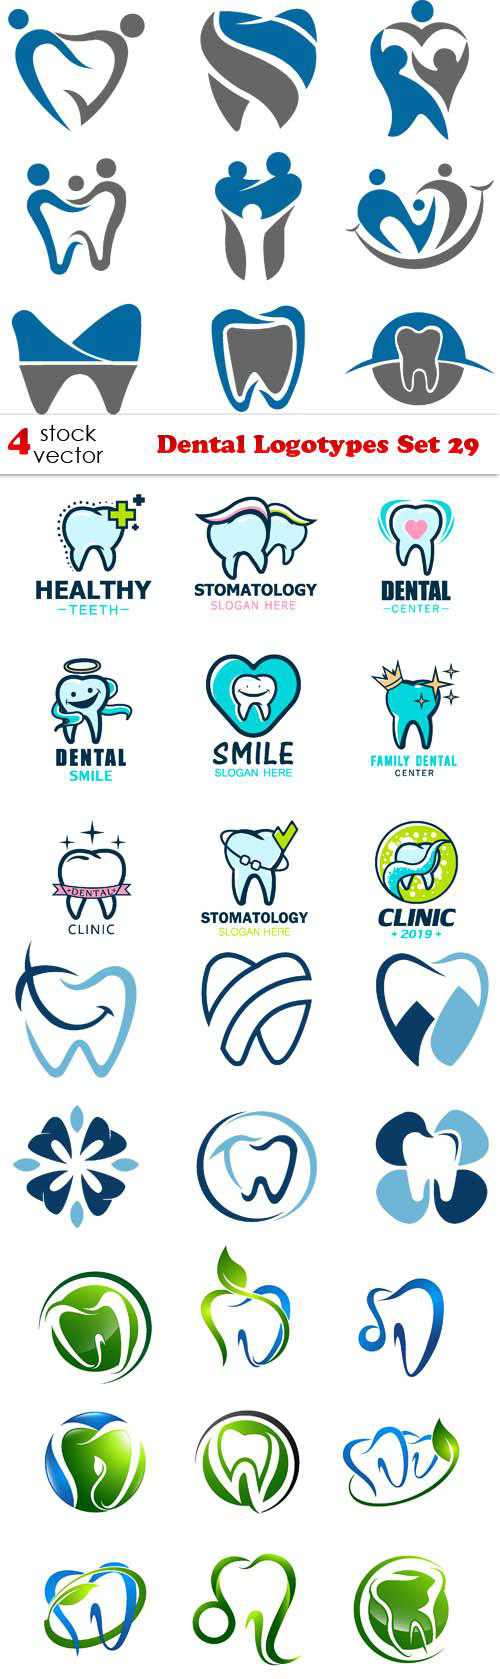 4 stock
vector
Dental Logotypes Set 29
HEALTHY
TEETH
STOMATOLOGY
SLOGAN HERE
DENTAL
CENTER
DENTAL
SMILE
SMILE
SLOGAN HERE
FAMILY DENTAL
CENTER
DENTAL
CLINIC
STOMATOLOGY
SLOGAN HERE
CLINIC
2019